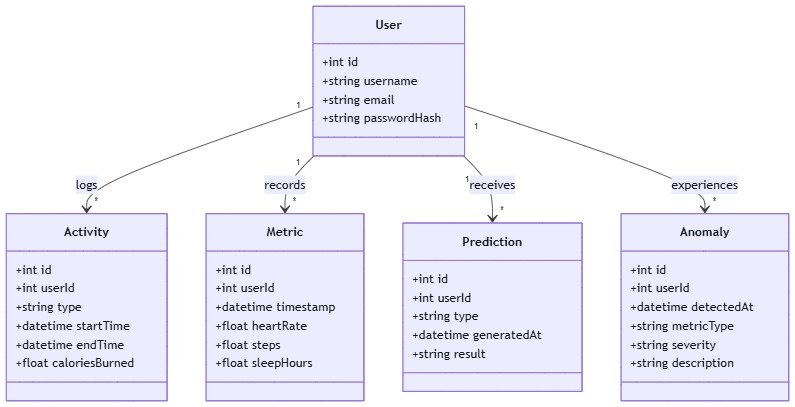 User
+int id
+string username
+string email
+string passwordHash
1
1
1
1
logs
records
receives
experiences
*
*
*
*
Activity
+int id
+int userId
+string type
+datetime startTime
+datetime endTime
+float caloriesBurned
Metric
+int id
+int userId
+datetime timestamp
+float heartRate
+float steps
+float sleepHours
Prediction
+int id
+int userId
+string type
+datetime generatedAt
+string result
Anomaly
+int id
+int userId
+datetime detectedAt
+string metricType
+string severity
+string description